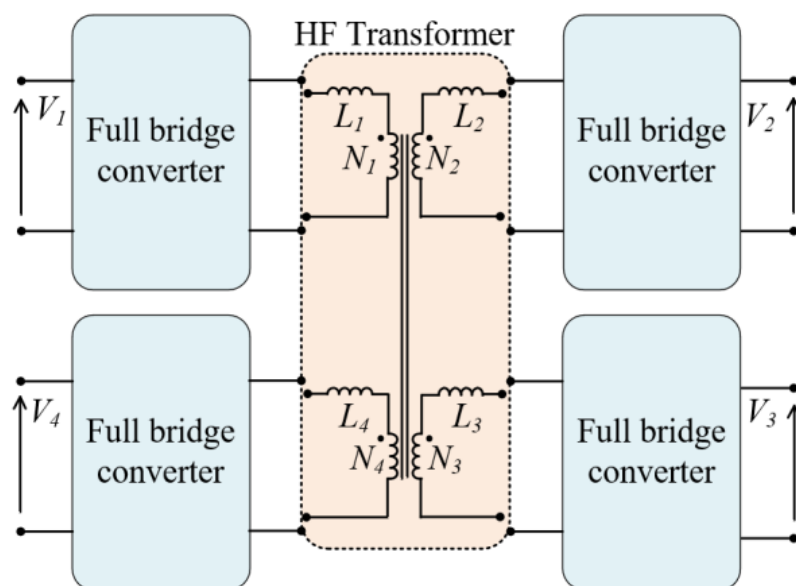 HF Transformer
V1
Full bridge
converter
L1
N1
L2
N2
Full bridge
converter
V2
V4
Full bridge
converter
L4
N4
L3
N3
Full bridge
converter
V3